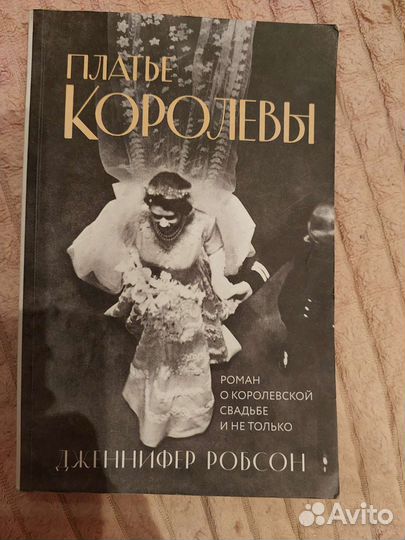 ПЛАТЬЕ
КОРОЛЕВЫ
РОМАН
О КОРОЛЕВСКОЙ
СВАДЬБЕ
И НЕ ТОЛЬКО
ДЖЕННИФЕР РОБСОН
Avito